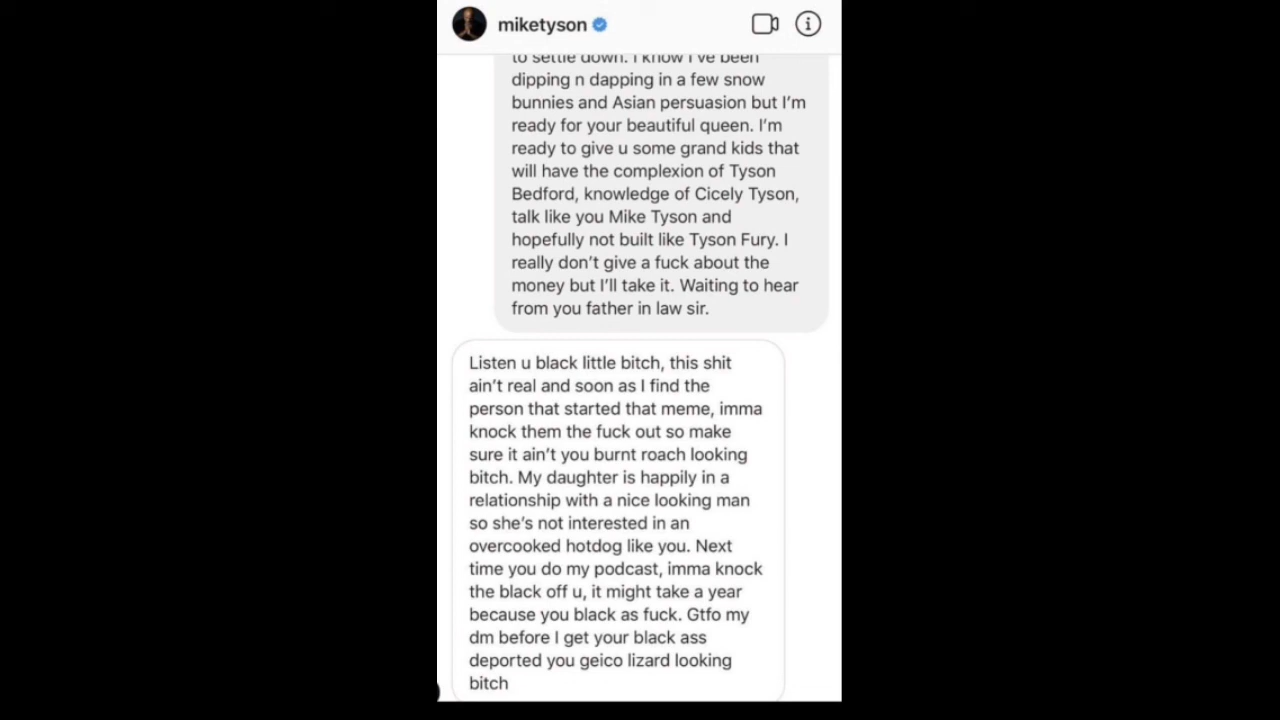 miketyson
to settle down. I know I've been
dipping n dapping in a few snow
bunnies and Asian persuasion but I'm
ready for your beautiful queen. I'm
ready to give u some grand kids that
will have the complexion of Tyson
Bedford, knowledge of Cicely Tyson,
talk like you Mike Tyson and
hopefully not built like Tyson Fury. I
really don't give a fuck about the
money but I'll take it. Waiting to hear
from you father in law sir.
Listen u black little bitch, this shit
ain't real and soon as I find the
person that started that meme, imma
knock them the fuck out so make
sure it ain't you burnt roach looking
bitch. My daughter is happily in a
relationship with a nice looking man
so she's not interested in an
overcooked hotdog like you. Next
time you do my podcast, imma knock
the black off u, it might take a year
because you black as fuck. Gtfo my
dm before I get your black ass
deported you geico lizard looking
bitch